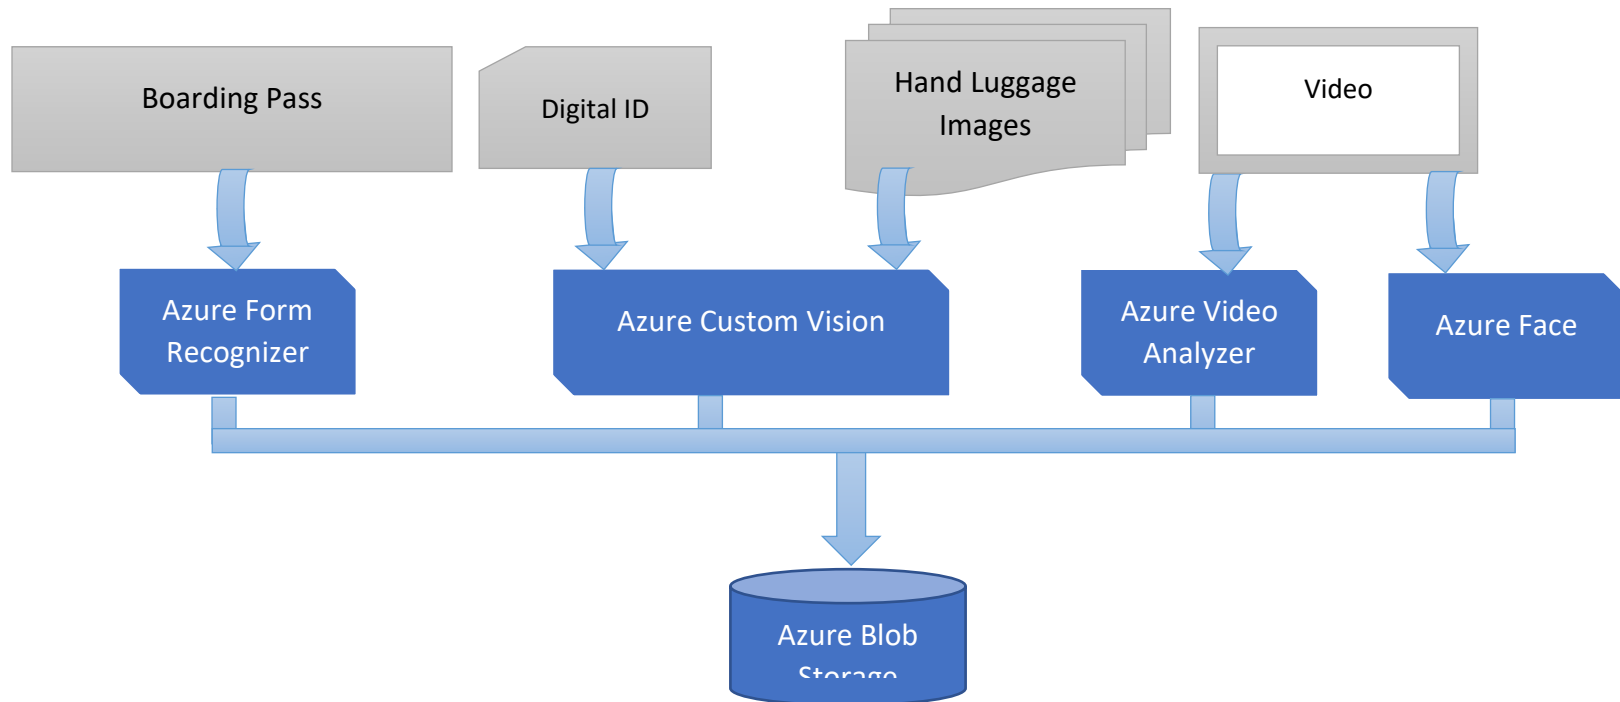 Boarding Pass
Digital ID
Hand Luggage
Images
Video
Azure Form
Recognizer
Azure Custom Vision
Azure Video
Analyzer
Azure Face
Azure Blob
Storage